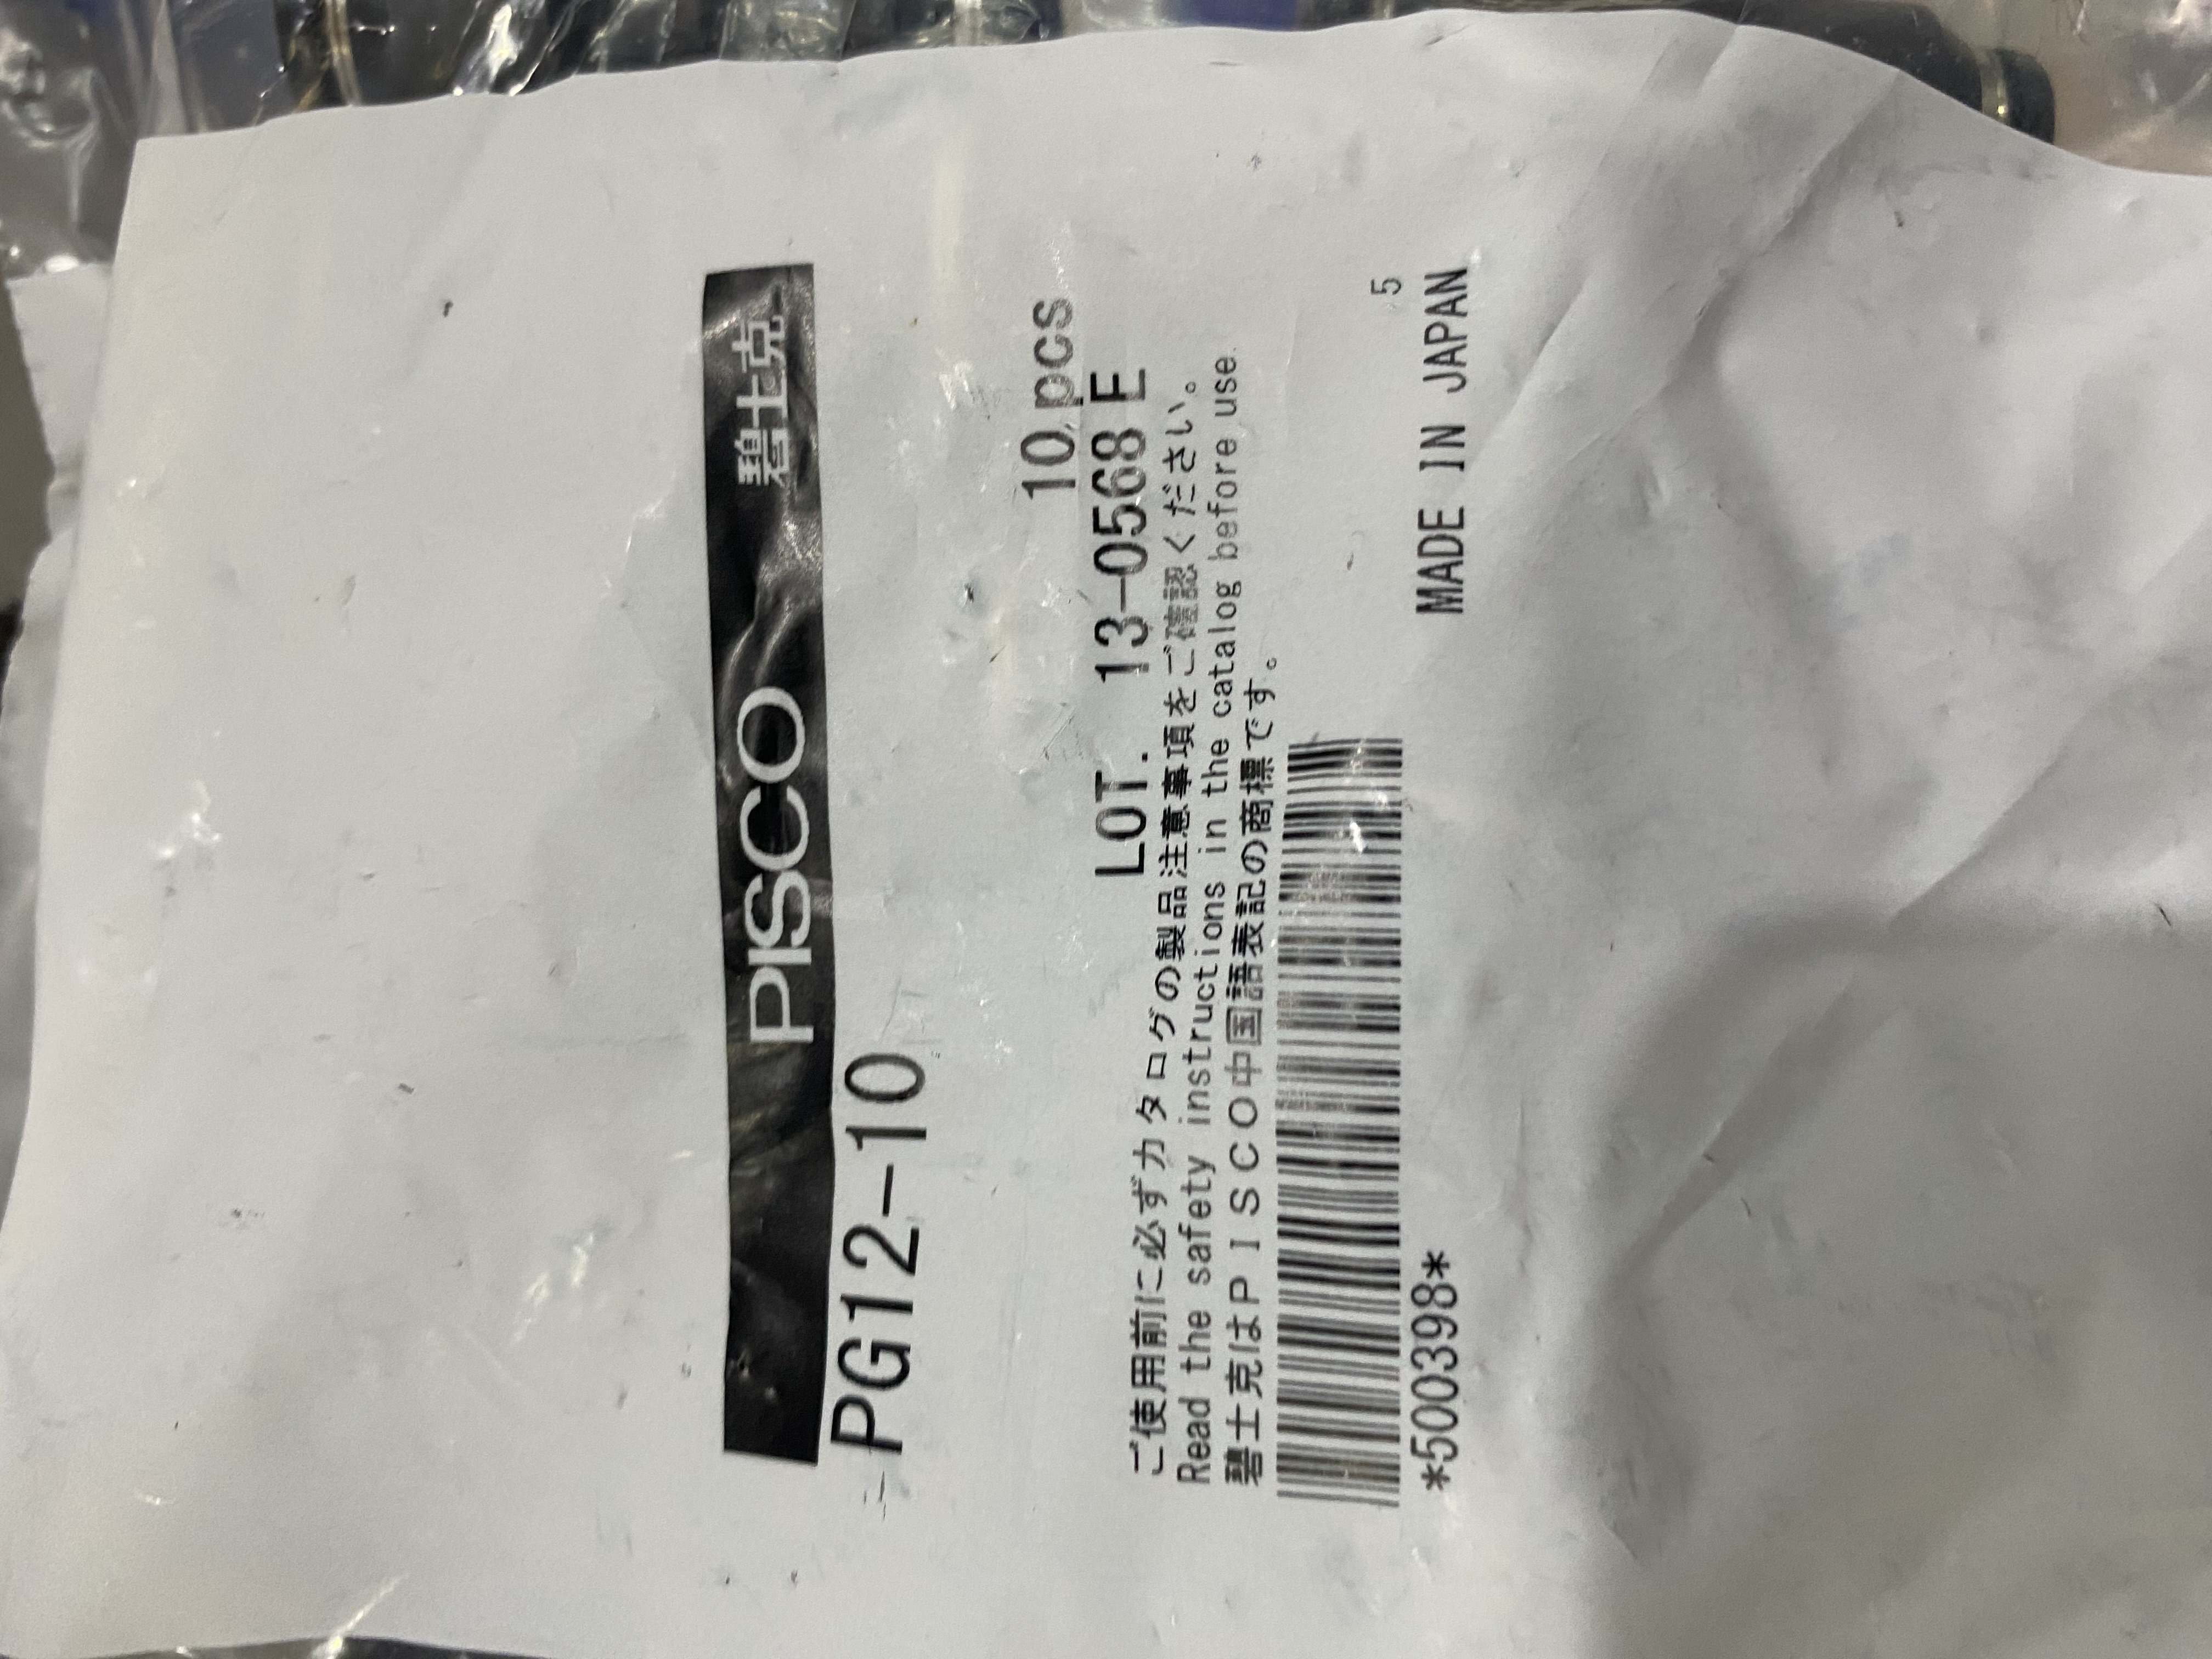 PISCO 碧士克
PG12-10
10 pcs
LOT. 13-0568 E
ご使用前に必ずカタログの製品注意事項をご確認ください。
Read the safety instructions in the catalog before use.
碧士克はＰＩＳＣＯ中国語表記の商標です。
5
*500398*
MADE IN JAPAN